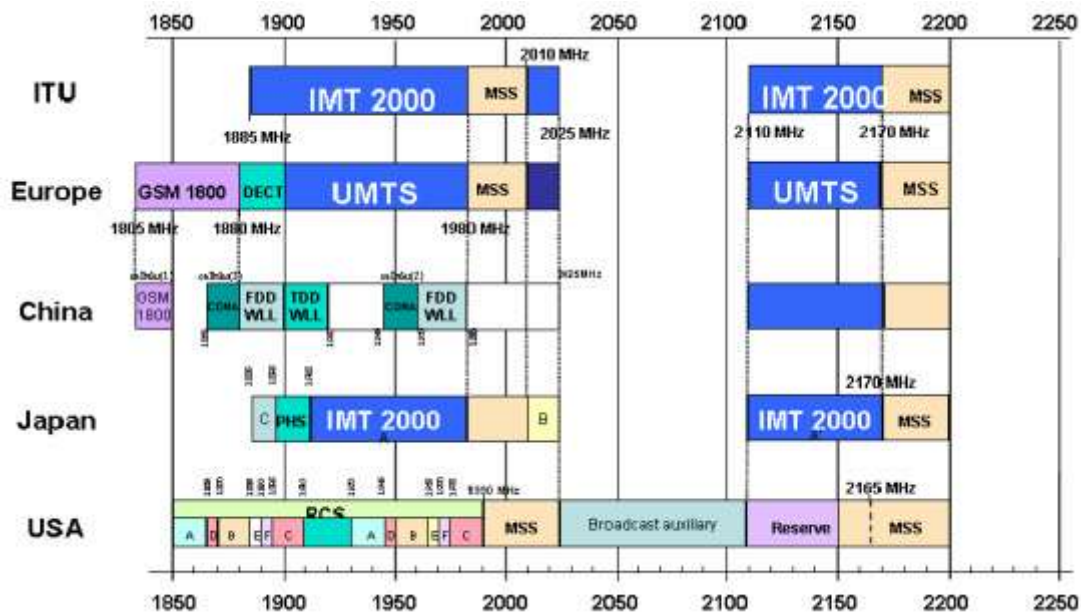 1850 1900 1950 2000 2050 2100 2150 2200 2250
2010 MHz
ITU
IMT 2000
MSS
IMT 2000
MSS
1885 MHz
2025 MHz
2110 MHz
2170 MHz
Europe
GSM 1800
DECT
UMTS
MSS
UMTS
MSS
1805 MHz
1880 MHz
1980 MHz
China
GSM
1800
CDMA
FDD
WLL
TDD
WLL
CDMA
FDD
WLL
2170 MHz
Japan
C
PHS
IMT 2000
A
B
IMT 2000
A
MSS
1990 MHz
2165 MHz
USA
PCS
A D B E F C A D B E F C
MSS
Broadcast auxiliary
Reserve
MSS
1850 1900 1950 2000 2050 2100 2150 2200 2250